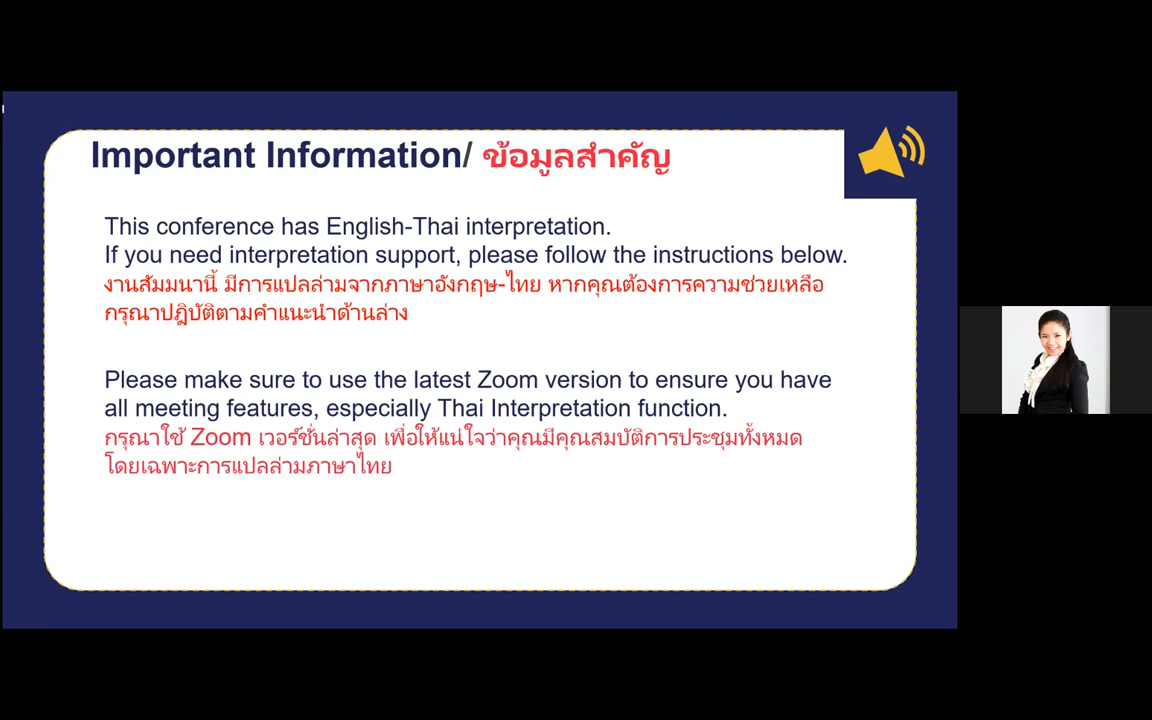 Important Information/ ข้อมูลสำคัญ
This conference has English-Thai interpretation.
If you need interpretation support, please follow the instructions below.
งานสัมมนานี้ มีการแปลล่ามจากภาษาอังกฤษ-ไทย หากคุณต้องการความช่วยเหลือ
กรุณาปฎิบัติตามคำแนะนำด้านล่าง
Please make sure to use the latest Zoom version to ensure you have
all meeting features, especially Thai Interpretation function.
กรุณาใช้ Zoom เวอร์ชั่นล่าสุด เพื่อให้แน่ใจว่าคุณมีคุณสมบัติการประชุมทั้งหมด
โดยเฉพาะการแปลล่ามภาษาไทย